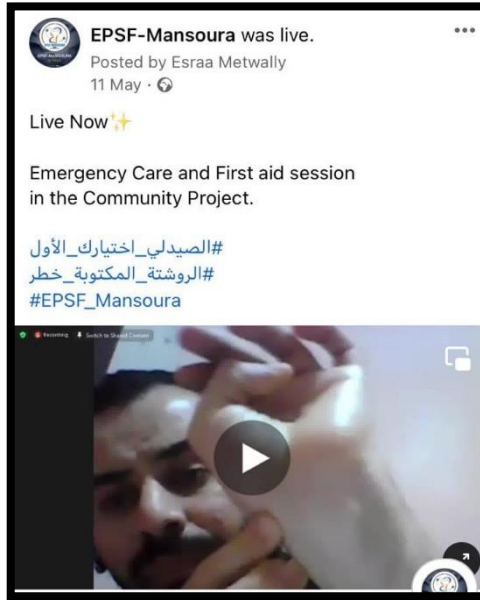 EPSF-Mansoura was live.
Posted by Esraa Metwally
11 May ·
Live Now✨
Emergency Care and First aid session
in the Community Project.
#الصيدلي_اختيارك_الأول
#الروشتة_المكتوبة_خطر
#EPSF_Mansoura
Recording
Switch to Shared Content